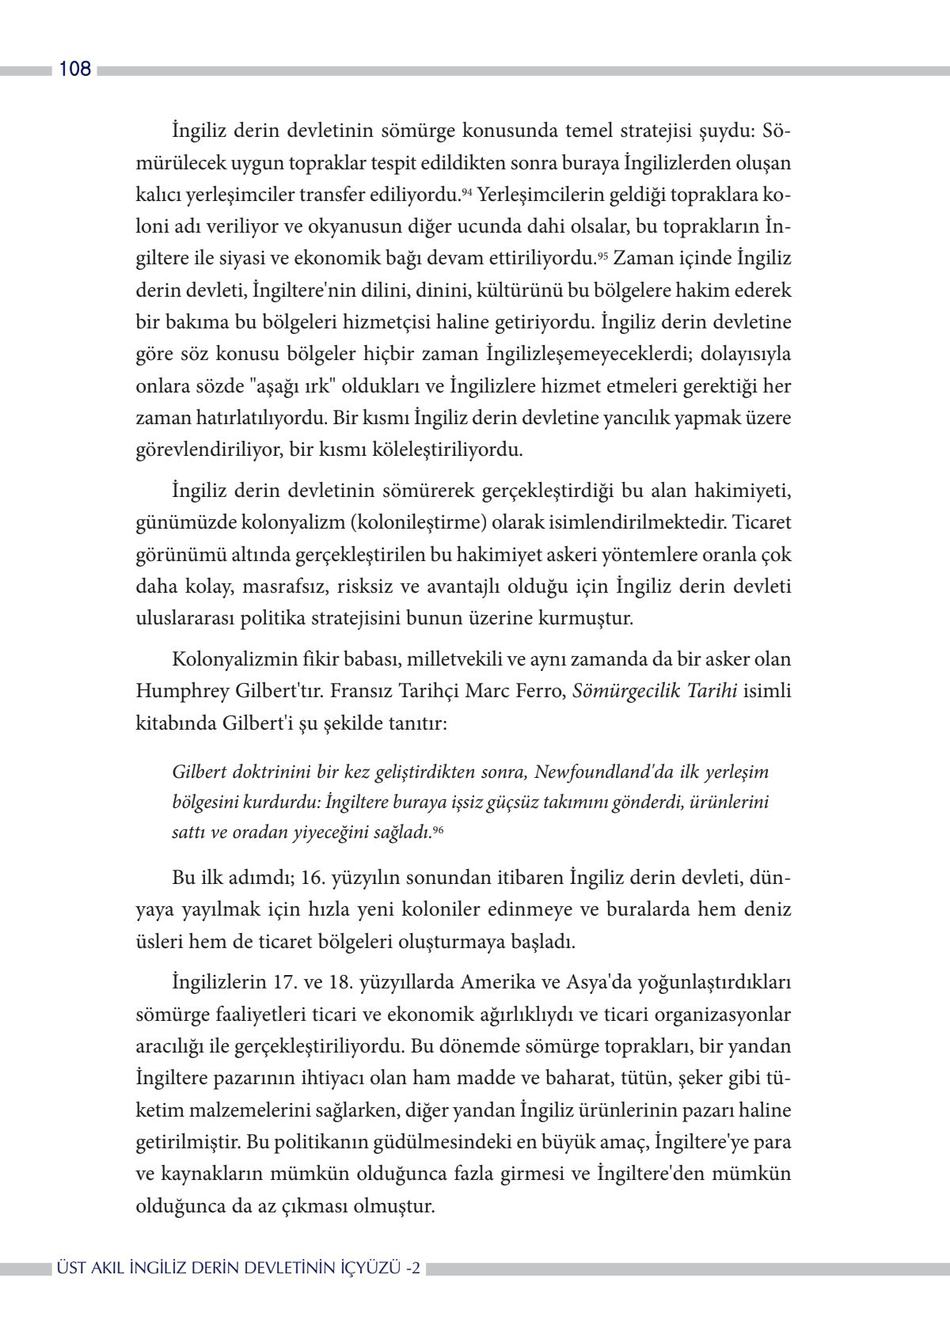 108
İngiliz derin devletinin sömürge konusunda temel stratejisi şuydu: Sö-
mürülecek uygun topraklar tespit edildikten sonra buraya İngilizlerden oluşan
kalıcı yerleşimciler transfer ediliyordu.94 Yerleşimcilerin geldiği topraklara ko-
loni adı veriliyor ve okyanusun diğer ucunda dahi olsalar, bu toprakların İn-
giltere ile siyasi ve ekonomik bağı devam ettiriliyordu.95 Zaman içinde İngiliz
derin devleti, İngiltere'nin dilini, dinini, kültürünü bu bölgelere hakim ederek
bir bakıma bu bölgeleri hizmetçisi haline getiriyordu. İngiliz derin devletine
göre söz konusu bölgeler hiçbir zaman İngilizleşemeyeceklerdi; dolayısıyla
onlara sözde "aşağı ırk" oldukları ve İngilizlere hizmet etmeleri gerektiği her
zaman hatırlatılıyordu. Bir kısmı İngiliz derin devletine yancılık yapmak üzere
görevlendiriliyor, bir kısmı köleleştiriliyordu.
İngiliz derin devletinin sömürerek gerçekleştirdiği bu alan hakimiyeti,
günümüzde kolonyalizm (kolonileştirme) olarak isimlendirilmektedir. Ticaret
görünümü altında gerçekleştirilen bu hakimiyet askeri yöntemlere oranla çok
daha kolay, masrafsız, risksiz ve avantajlı olduğu için İngiliz derin devleti
uluslararası politika stratejisini bunun üzerine kurmuştur.
Kolonyalizmin fikir babası, milletvekili ve aynı zamanda da bir asker olan
Humphrey Gilbert'tır. Fransız Tarihçi Marc Ferro, Sömürgecilik Tarihi isimli
kitabında Gilbert'i şu şekilde tanıtır:
Gilbert doktrinini bir kez geliştirdikten sonra, Newfoundland'da ilk yerleşim
bölgesini kurdurdu: İngiltere buraya işsiz güçsüz takımını gönderdi, ürünlerini
sattı ve oradan yiyeceğini sağladı.96
Bu ilk adımdı; 16. yüzyılın sonundan itibaren İngiliz derin devleti, dün-
yaya yayılmak için hızla yeni koloniler edinmeye ve buralarda hem deniz
üsleri hem de ticaret bölgeleri oluşturmaya başladı.
İngilizlerin 17. ve 18. yüzyıllarda Amerika ve Asya'da yoğunlaştırdıkları
sömürge faaliyetleri ticari ve ekonomik ağırlıklıydı ve ticari organizasyonlar
aracılığı ile gerçekleştiriliyordu. Bu dönemde sömürge toprakları, bir yandan
İngiltere pazarının ihtiyacı olan ham madde ve baharat, tütün, şeker gibi tü-
ketim malzemelerini sağlarken, diğer yandan İngiliz ürünlerinin pazarı haline
getirilmiştir. Bu politikanın güdülmesindeki en büyük amaç, İngiltere'ye para
ve kaynakların mümkün olduğunca fazla girmesi ve İngiltere'den mümkün
olduğunca da az çıkması olmuştur.
ÜST AKIL İNGİLİZ DERİN DEVLETİNİN İÇYÜZÜ -2